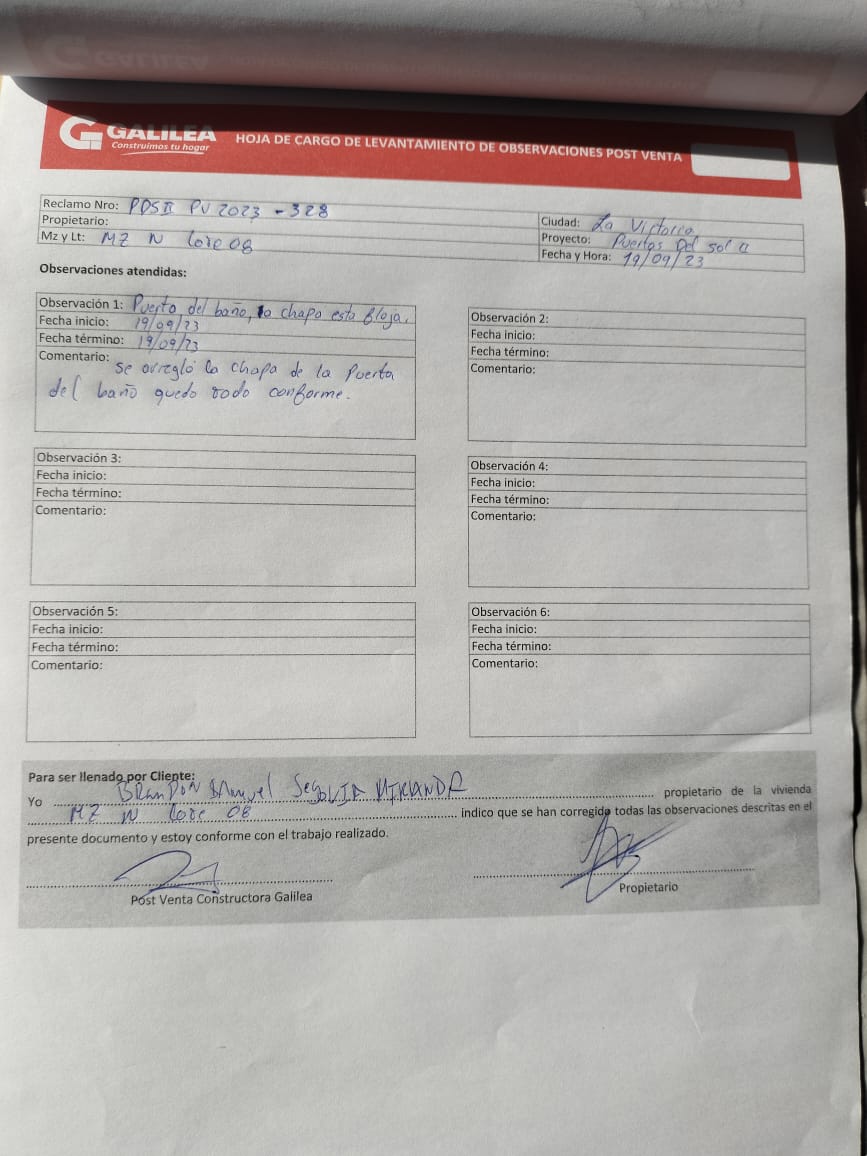 GALILEA
Construimos tu hogar
HOJA DE CARGO DE LEVANTAMIENTO DE OBSERVACIONES POST VENTA
Reclamo Nro: PDSII PV 2023 - 328
Propietario:
Mz y Lt: MZ N Lote 08
Ciudad: La Victoria
Proyecto: Puertas Del sol
Fecha y Hora: 19/09/23
Observaciones atendidas:
Observación 1: Puerta del baño, la chapa esta floja.
Fecha inicio: 19/09/23
Fecha término: 19/09/23
Comentario: se arregló la chapa de la Puerta
del baño quedo todo conforme.
Observación 2:
Fecha inicio:
Fecha término:
Comentario:
Observación 3:
Fecha inicio:
Fecha término:
Comentario:
Observación 4:
Fecha inicio:
Fecha término:
Comentario:
Observación 5:
Fecha inicio:
Fecha término:
Comentario:
Observación 6:
Fecha inicio:
Fecha término:
Comentario:
Para ser llenado por Cliente:
Yo BRANDON Manuel SEGOVIA MIRANDA propietario de la vivienda
MZ N Lote 08 indico que se han corregido todas las observaciones descritas en el
presente documento y estoy conforme con el trabajo realizado.
Post Venta Constructora Galilea
Propietario